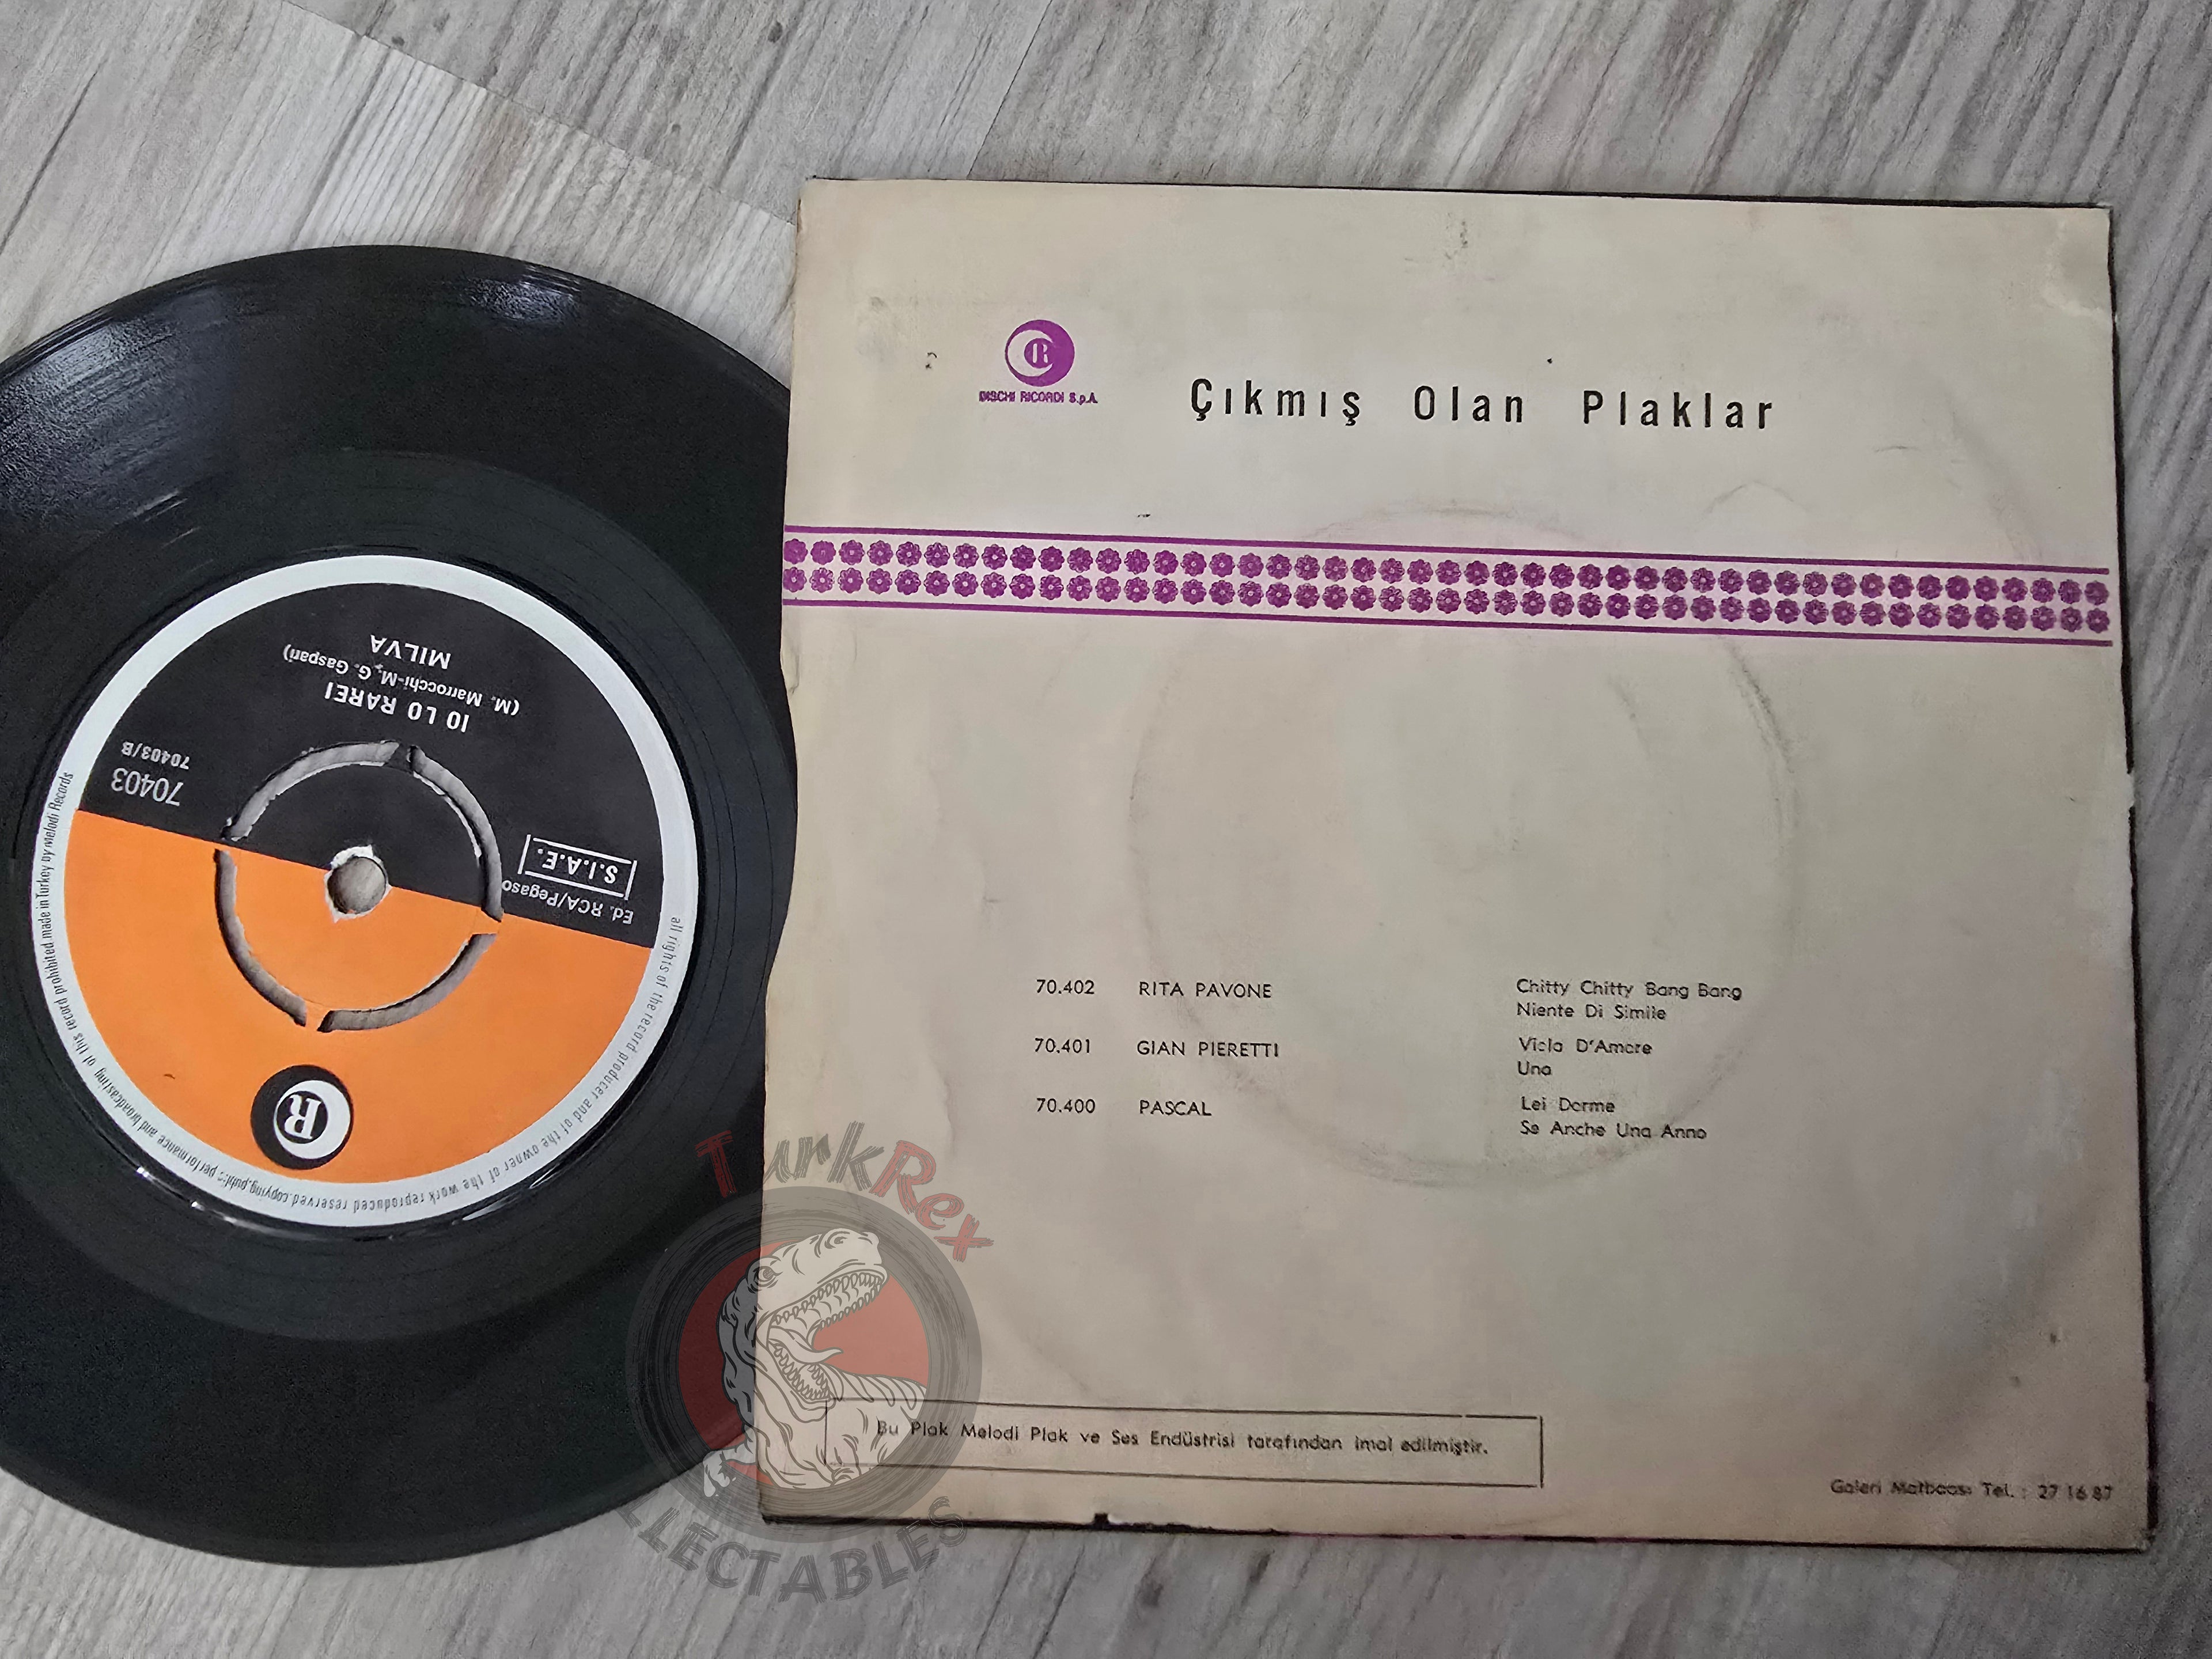 MILVA
(M. Marrocchi-M. G. Gaspari)
IO LO RAREI
70403
70403/B
S.I.A.E.
Ed. RCA/Pegaso
R
all rights of the record producer and of the owner of the work reproduced reserved. copying, public performance and broadcasting of this record prohibited made in Turkey by Melodi Records
R
DISCHI RICORDI S.p.A.
Çıkmış Olan Plaklar
70.402 RITA PAVONE Chitty Chitty Bang Bang
Niente Di Simile
70.401 GIAN PIERETTI Viola D'Amore
Una
70.400 PASCAL Lei Dorme
Se Anche Una Anno
Bu Plak Melodi Plak ve Ses Endüstrisi tarafından imal edilmiştir.
Galeri Matbaası Tel. : 27 16 87
TurkRex
LLECTABLES